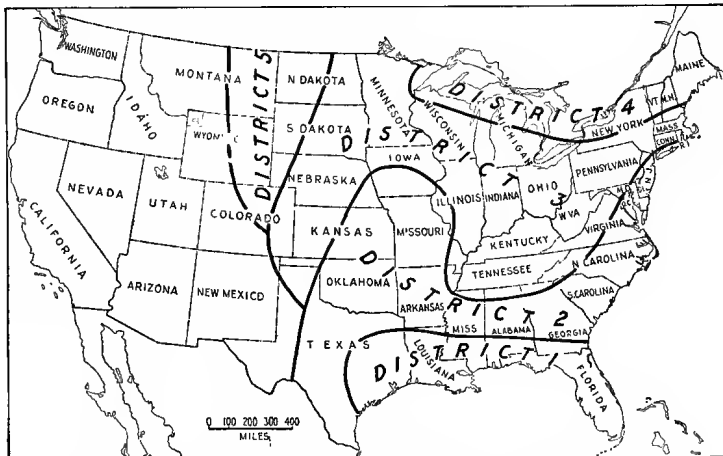 WASHINGTON
OREGON
CALIFORNIA
NEVADA
IDAHO
MONTANA
UTAH
ARIZONA
COLORADO
NEW MEXICO
DISTRICT 5
N DAKOTA
S DAKOTA
NEBRASKA
KANSAS
OKLAHOMA
TEXAS
MINNESOTA
IOWA
MISSOURI
ARKANSAS
LOUISIANA
WISCONSIN
ILLINOIS
MICHIGAN
INDIANA
OHIO
KENTUCKY
TENNESSEE
MISS
ALABAMA
GEORGIA
FLORIDA
S.CAROLINA
N CAROLINA
VIRGINIA
W.VA
PENNSYLVANIA
NEW YORK
VT.
N.H.
MAINE
MASS
CONN
R.I.
N.J.
DISTRICT 4
DISTRICT 3
DISTRICT 2
DISTRICT 1
0 100 200 300 400
MILES